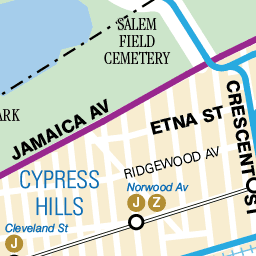 SALEM
FIELD
CEMETERY
ARK
JAMAICA AV
ETNA ST
CRESCENT ST
RIDGEWOOD AV
CYPRESS
HILLS
Norwood Av
J Z
Cleveland St
J